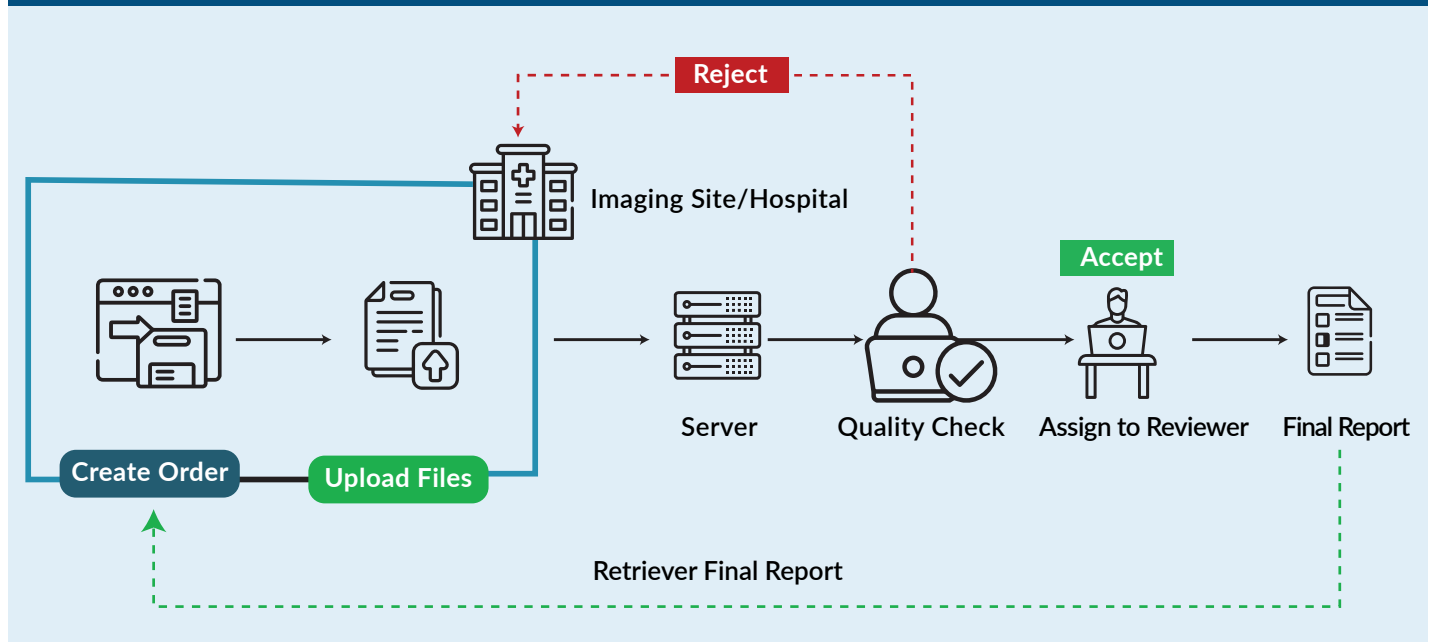 Reject
Imaging Site/Hospital
Accept
Server
Quality Check
Assign to Reviewer
Final Report
Create Order
Upload Files
Retriever Final Report